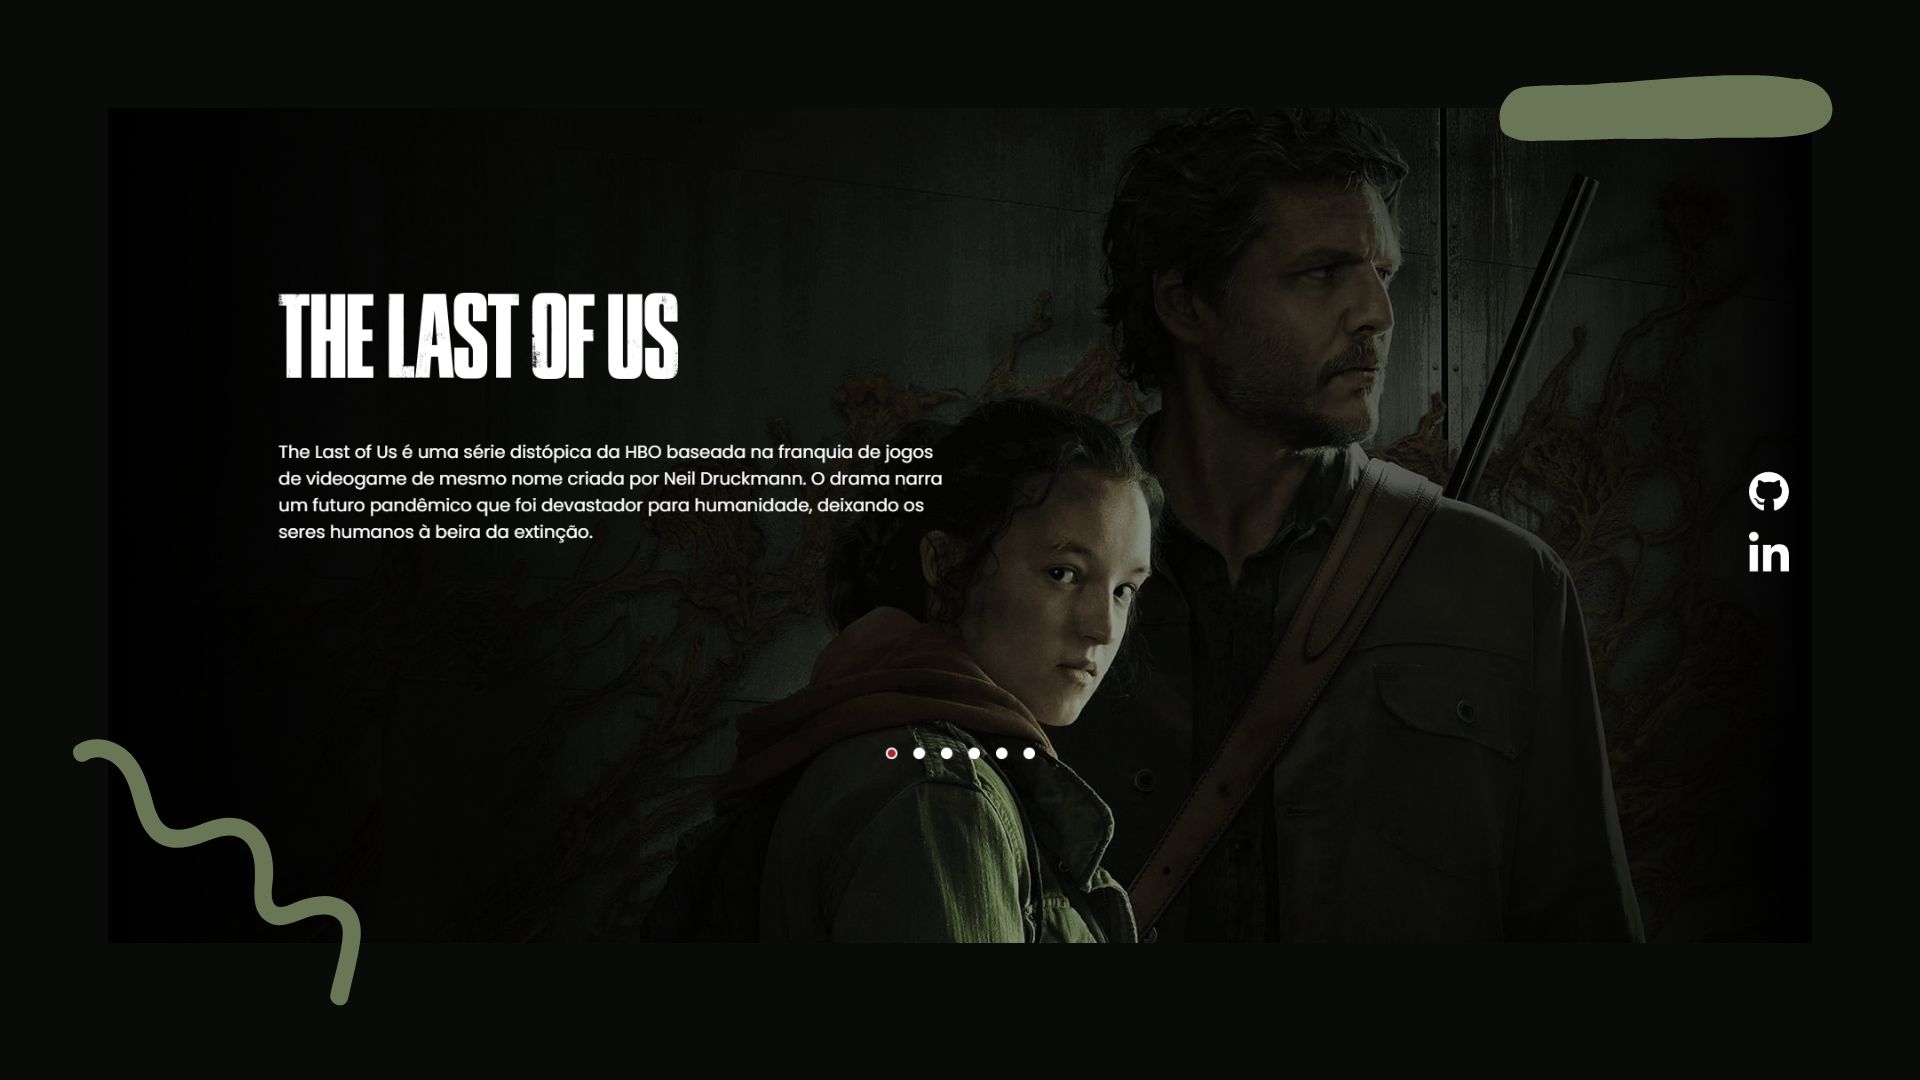 THE LAST OF US
The Last of Us é uma série distópica da HBO baseada na franquia de jogos
de videogame de mesmo nome criada por Neil Druckmann. O drama narra
um futuro pandêmico que foi devastador para humanidade, deixando os
seres humanos à beira da extinção.
in